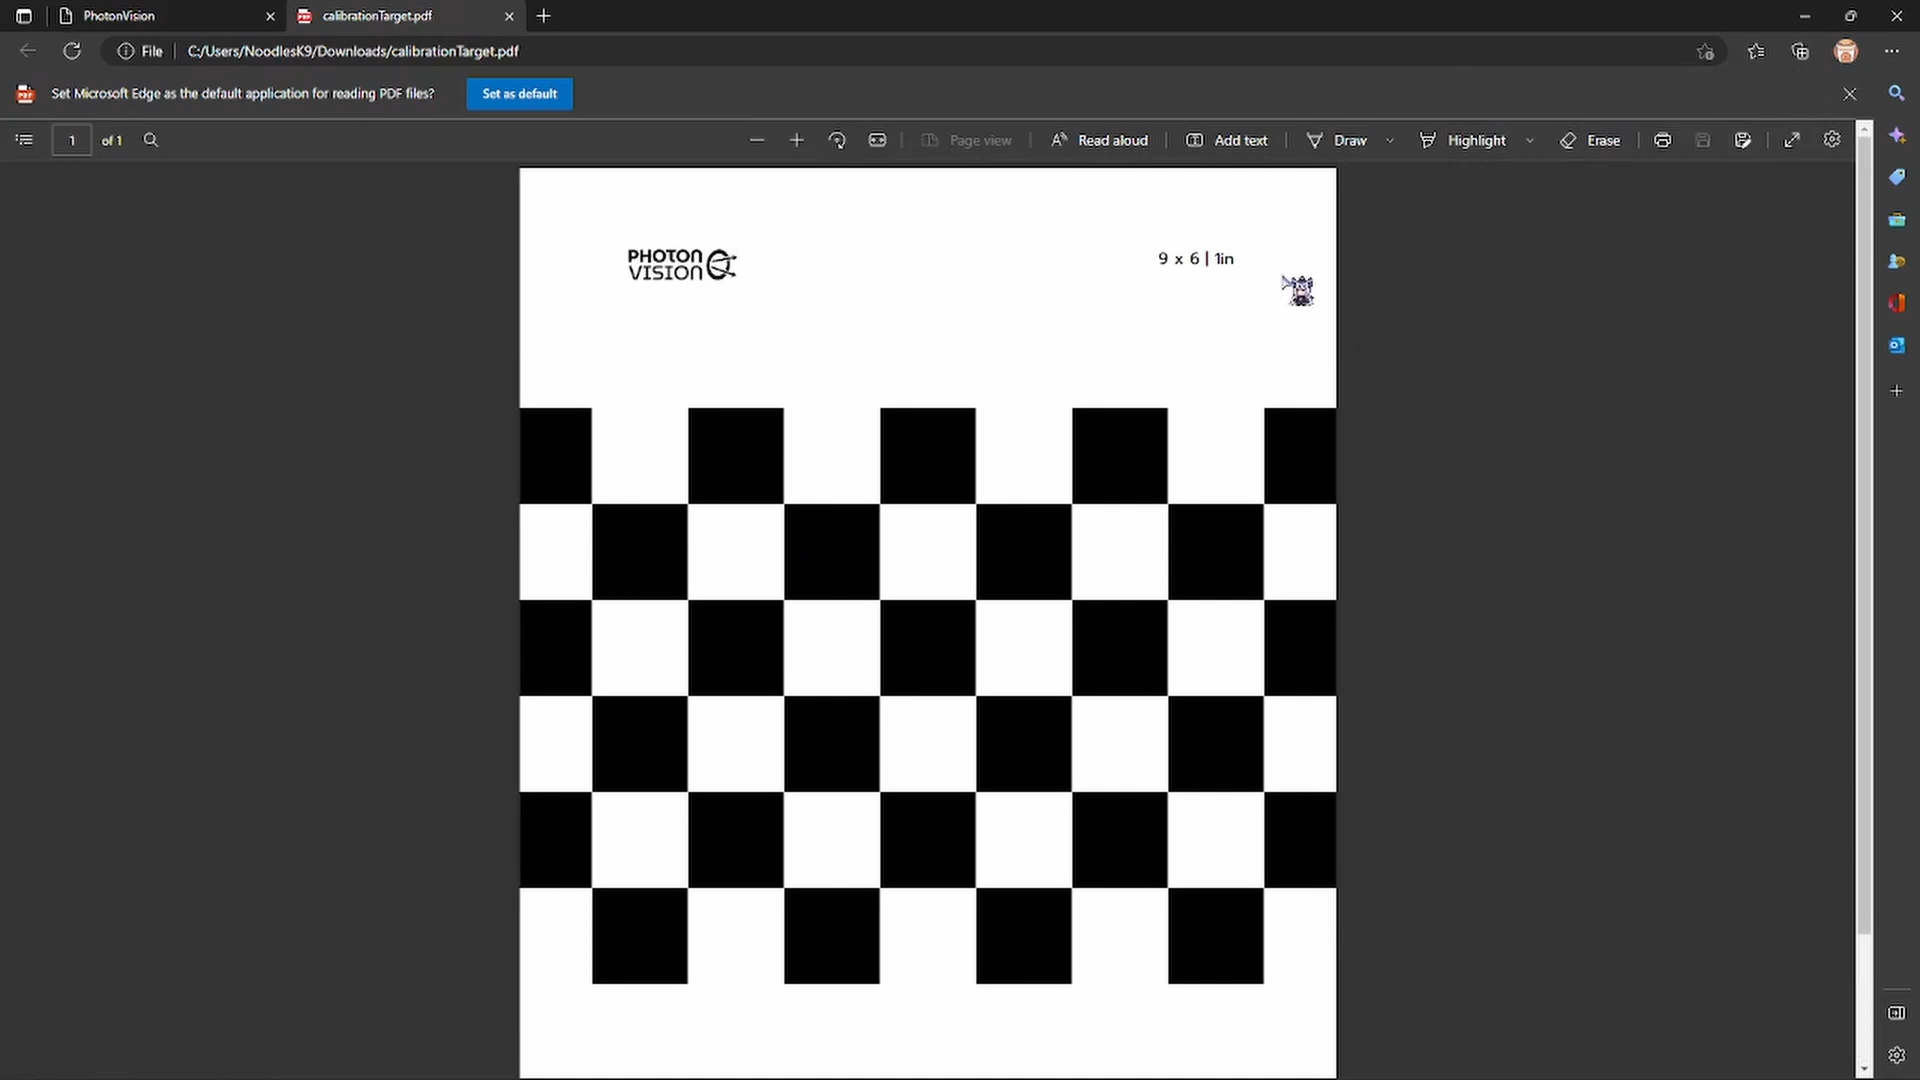 PhotonVision
calibrationTarget.pdf
File
C:/Users/NoodlesK9/Downloads/calibrationTarget.pdf
Set Microsoft Edge as the default application for reading PDF files?
Set as default
1 of 1
Page view
Read aloud
Add text
Draw
Highlight
Erase
PHOTON
VISION
9 x 6 | 1in